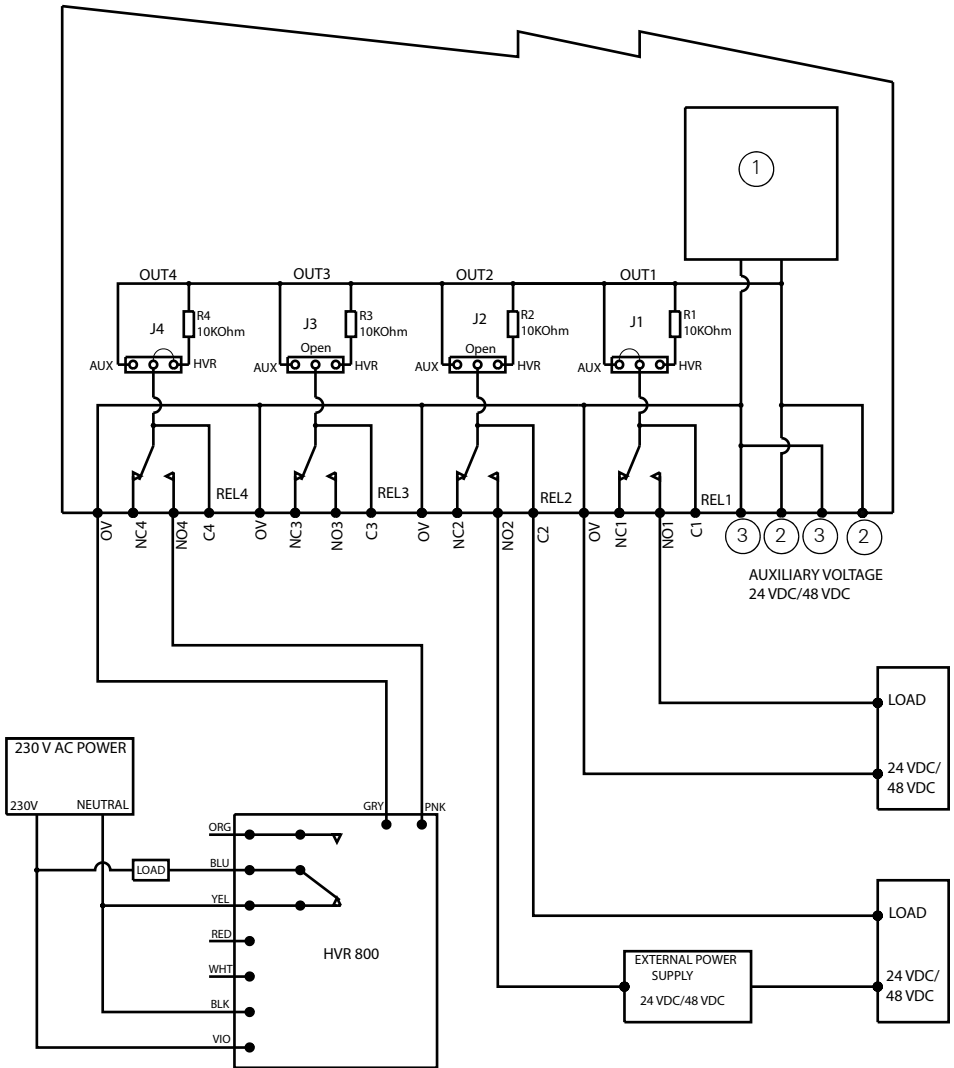 1
OUT4
OUT3
OUT2
OUT1
R4
10KOhm
R3
10KOhm
R2
10KOhm
R1
10KOhm
J4
J3
J2
J1
Open
Open
AUX
HVR
AUX
HVR
AUX
HVR
AUX
HVR
REL4
REL3
REL2
REL1
OV
NC4
NO4
C4
OV
NC3
NO3
C3
OV
NC2
NO2
C2
OV
NC1
NO1
C1
3
2
3
2
AUXILIARY VOLTAGE
24 VDC/48 VDC
LOAD
24 VDC/
48 VDC
230 V AC POWER
230V
NEUTRAL
GRY
PNK
ORG
BLU
LOAD
YEL
RED
WHT
BLK
VIO
HVR 800
EXTERNAL POWER
SUPPLY
24 VDC/48 VDC
LOAD
24 VDC/
48 VDC